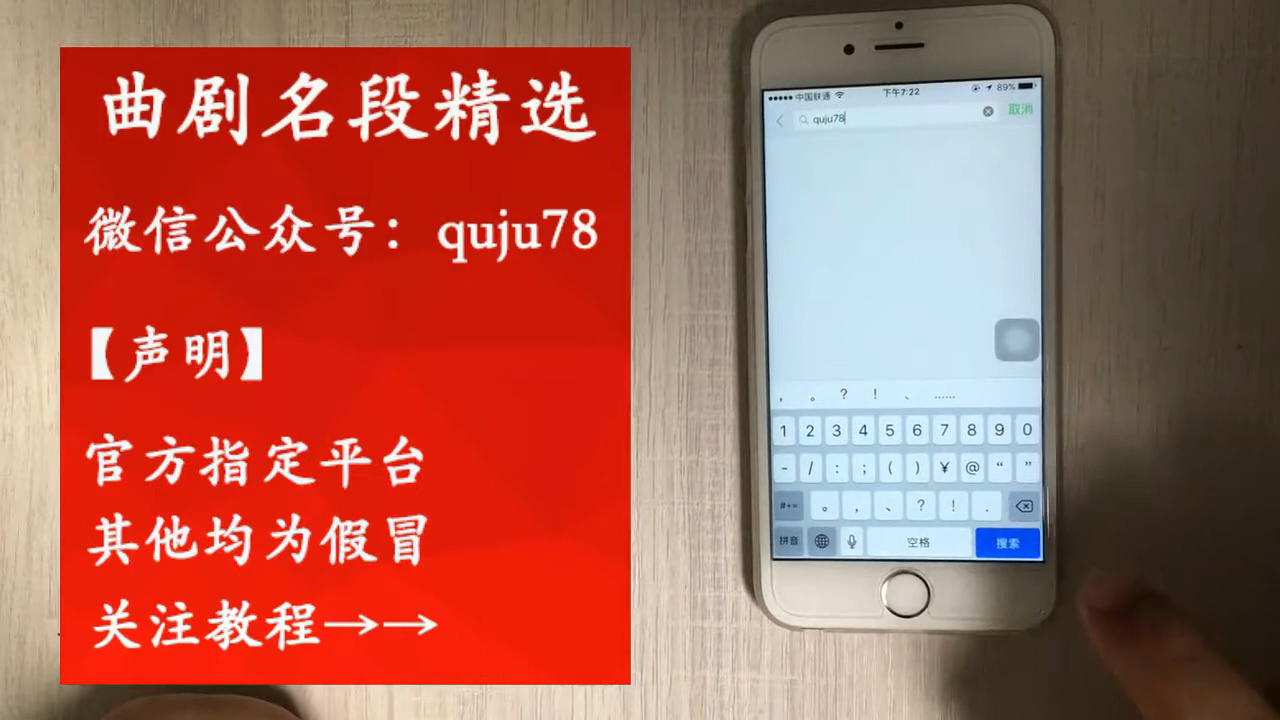 曲剧名段精选
微信公众号：quju78
【声明】
官方指定平台
其他均为假冒
关注教程→→
中国联通 下午7:22 89%
quju78 取消
, 。 ? ! 、 ……
1 2 3 4 5 6 7 8 9 0
- / : ; ( ) ¥ @ “ ”
#+= 。 , 、 ? ! .
拼音 空格 搜索